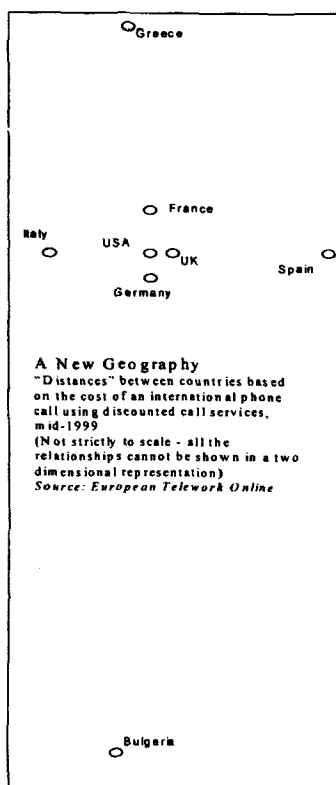 Greece
France
Italy
USA
UK
Spain
Germany
A New Geography
"Distances" between countries based
on the cost of an international phone
call using discounted call services,
mid-1999
(Not strictly to scale - all the
relationships cannot be shown in a two
dimensional representation)
Source: European Telework Online
Bulgaria